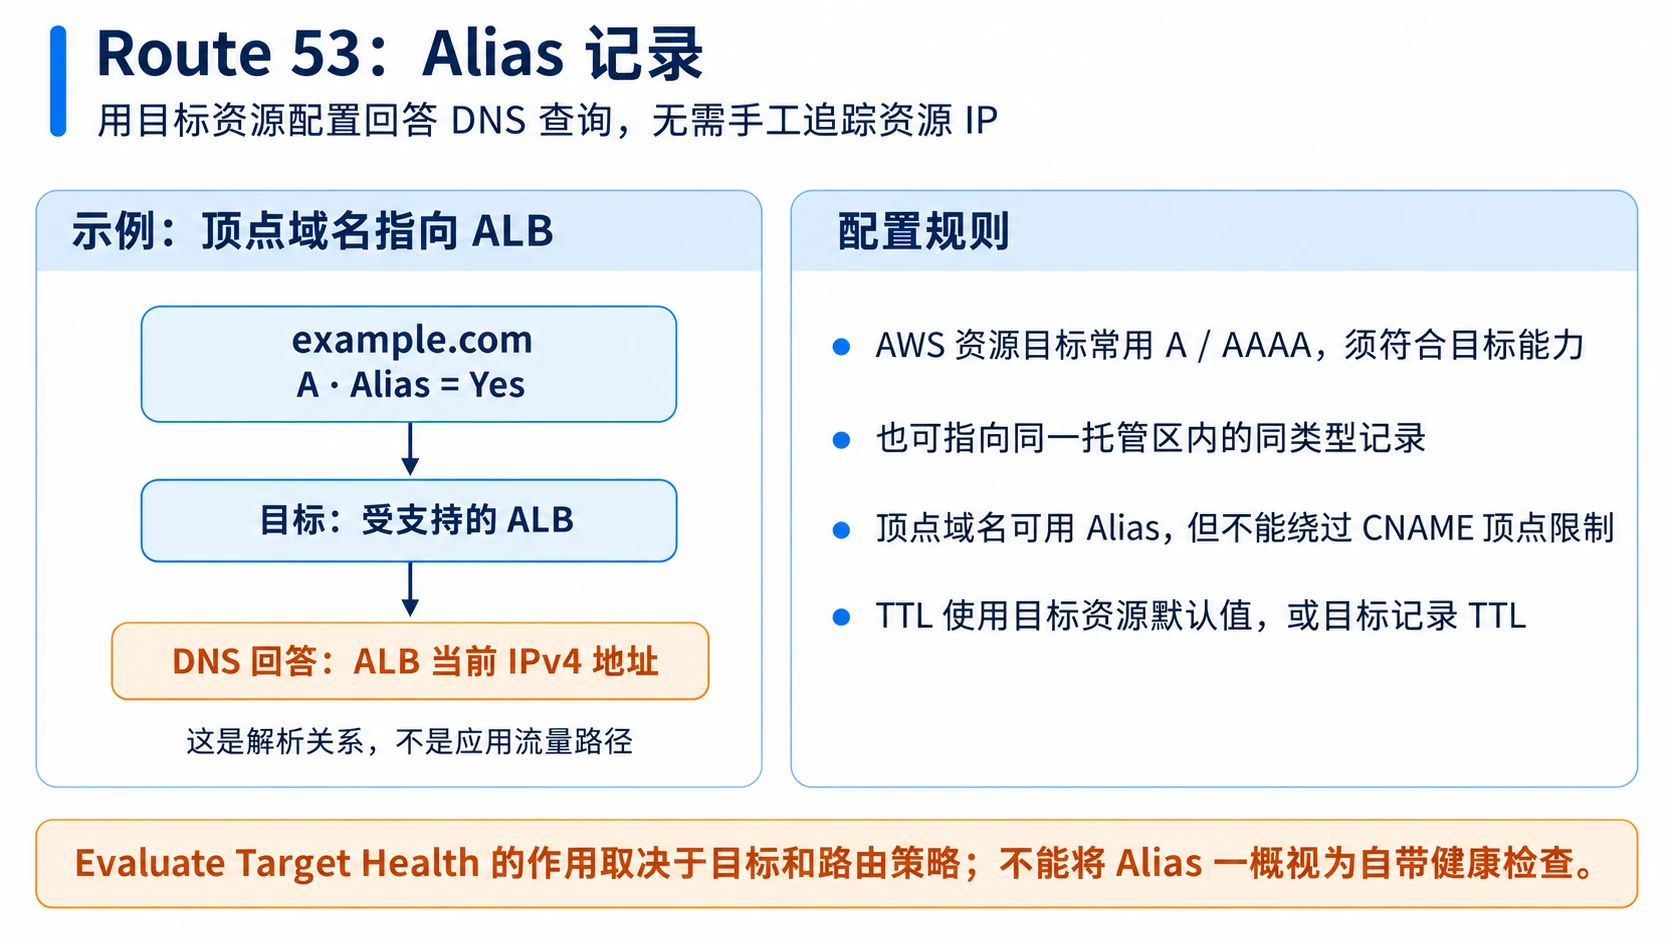 Route 53：Alias 记录
用目标资源配置回答 DNS 查询，无需手工追踪资源 IP
示例：顶点域名指向 ALB
example.com
A · Alias = Yes
目标：受支持的 ALB
DNS 回答：ALB 当前 IPv4 地址
这是解析关系，不是应用流量路径
配置规则
AWS 资源目标常用 A / AAAA，须符合目标能力
也可指向同一托管区内的同类型记录
顶点域名可用 Alias，但不能绕过 CNAME 顶点限制
TTL 使用目标资源默认值，或目标记录 TTL
Evaluate Target Health 的作用取决于目标和路由策略；不能将 Alias 一概视为自带健康检查。